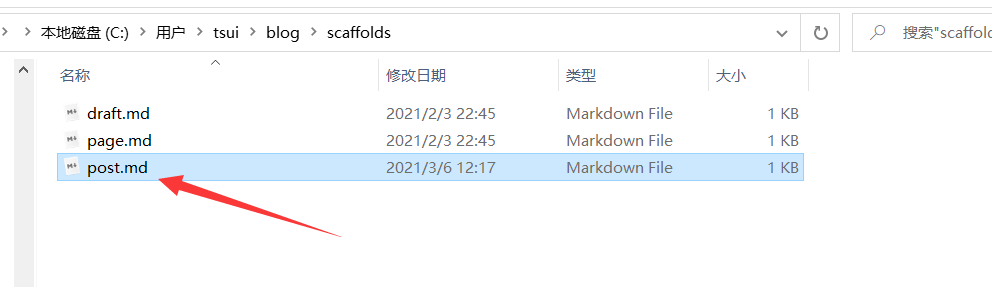 > 本地磁盘 (C:) > 用户 > tsui > blog > scaffolds 搜索"scaffold
名称 修改日期 类型 大小
draft.md 2021/2/3 22:45 Markdown File 1 KB
page.md 2021/2/3 22:45 Markdown File 1 KB
post.md 2021/3/6 12:17 Markdown File 1 KB